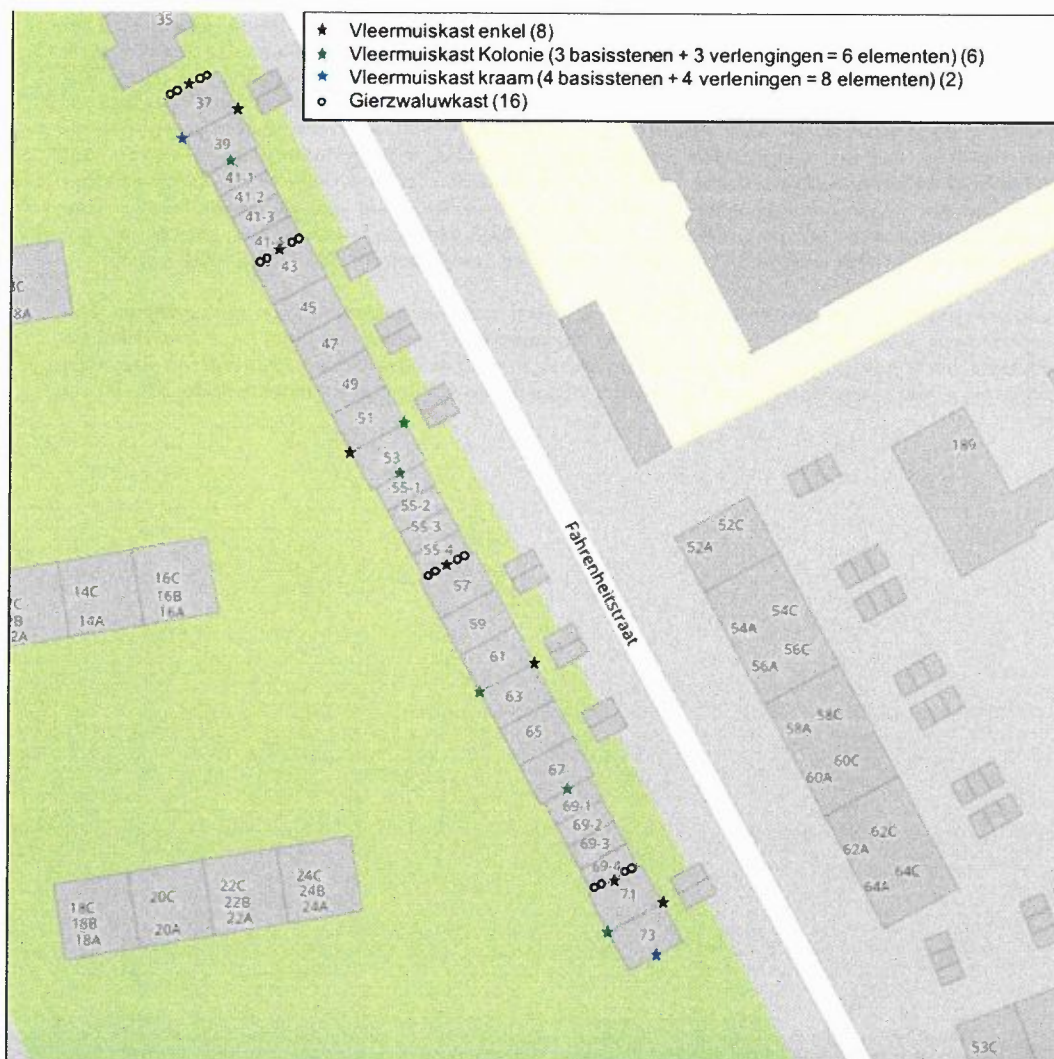 Vleermuiskast enkel (8)
Vleermuiskast Kolonie (3 basisstenen + 3 verlengingen = 6 elementen) (6)
Vleermuiskast kraam (4 basisstenen + 4 verleningen = 8 elementen) (2)
Gierzwaluwkast (16)
35
37
39
41-1
41-2
41-3
43
45
47
49
51
53
55-1
55-2
55-3
55-4
57
59
61
63
65
67
69-1
69-2
69-3
69-4
71
73
Fahrenheitstraat
8A
14C
14A
16C
16B
16A
2A
18C
18B
18A
20C
20A
22C
22B
22A
24C
24B
24A
189
52C
52A
54C
54A
56C
56A
58C
58A
60C
60A
62C
62A
64C
64A
53C